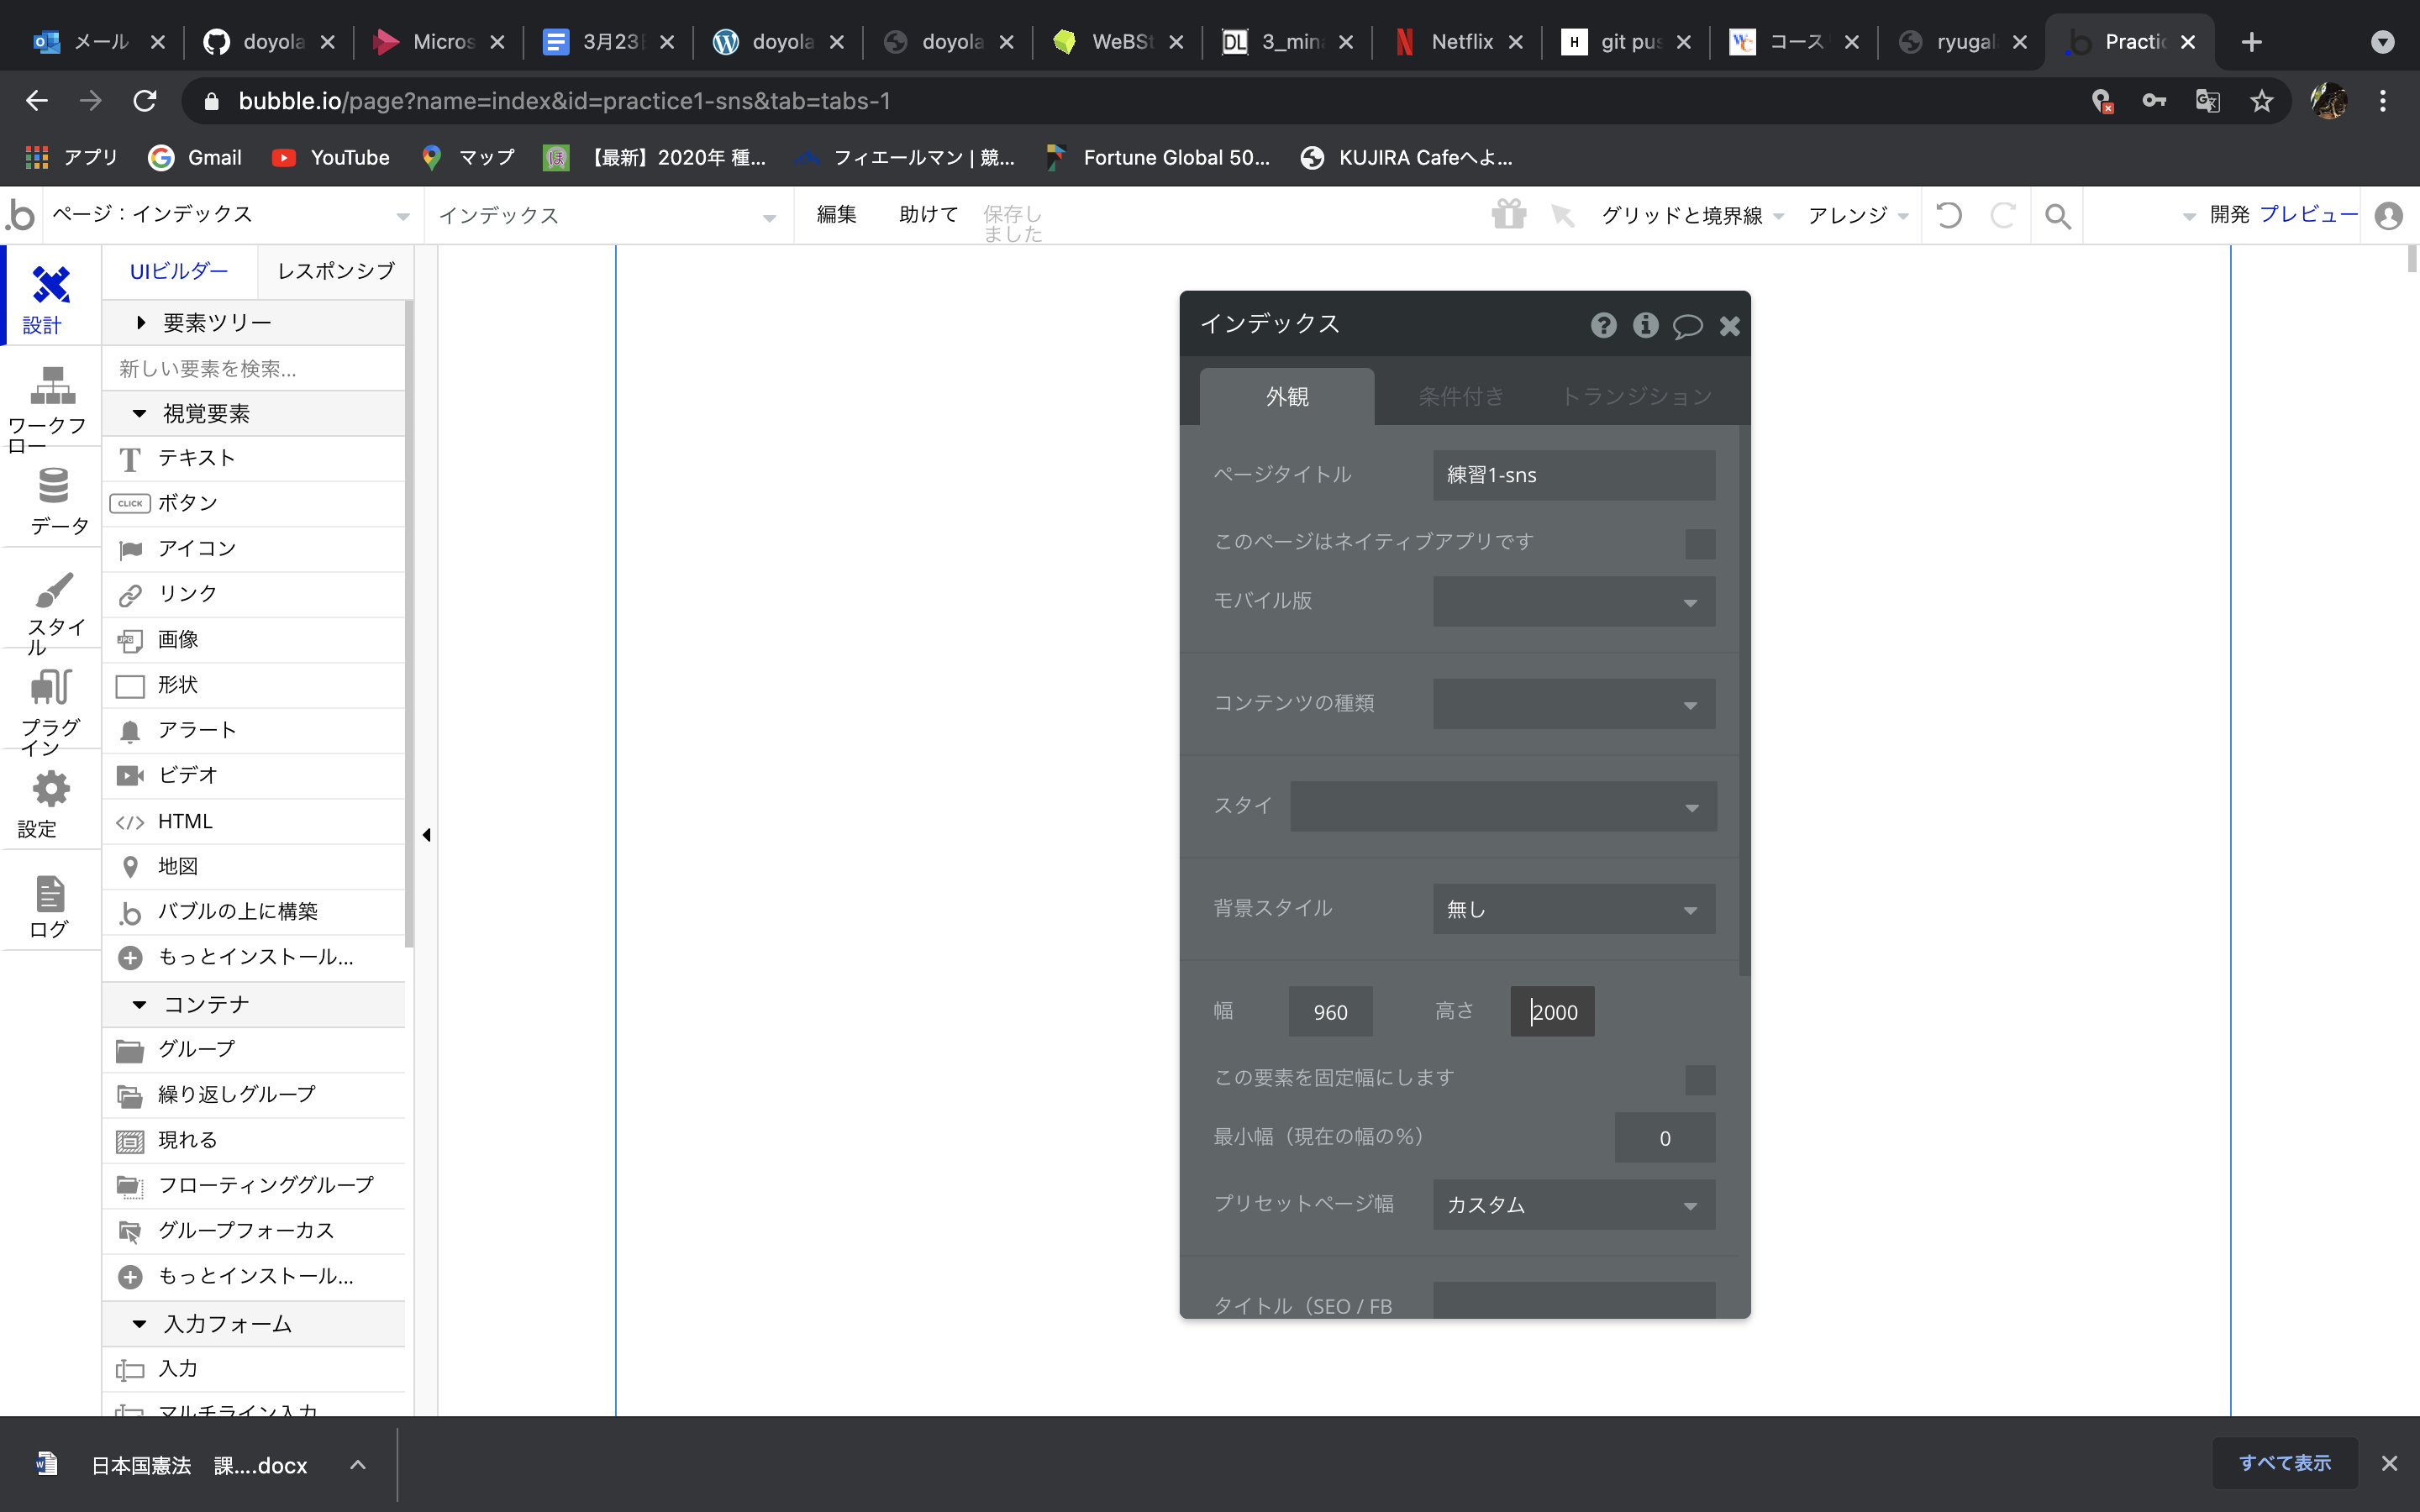 メール
doyola
Micros
3月23日
doyola
doyola
WeBSt
3_mina
Netflix
git pus
コース
ryugal
Practic
bubble.io/page?name=index&id=practice1-sns&tab=tabs-1
アプリ
Gmail
YouTube
マップ
【最新】2020年 種...
フィエールマン | 競...
Fortune Global 50...
KUJIRA Cafeへよ...
ページ：インデックス
インデックス
編集
助けて
保存し
ました
グリッドと境界線
アレンジ
開発
プレビュー
設計
ワークフ
ロー
データ
スタイ
ル
プラグ
イン
設定
ログ
UIビルダー
レスポンシブ
要素ツリー
新しい要素を検索...
視覚要素
テキスト
CLICK
ボタン
アイコン
リンク
JPG
画像
形状
アラート
ビデオ
HTML
地図
バブルの上に構築
もっとインストール...
コンテナ
グループ
繰り返しグループ
現れる
フローティンググループ
グループフォーカス
もっとインストール...
入力フォーム
入力
マルチライン入力
インデックス
外観
条件付き
トランジション
ページタイトル
練習1-sns
このページはネイティブアプリです
モバイル版
コンテンツの種類
スタイ
背景スタイル
無し
幅
960
高さ
2000
この要素を固定幅にします
最小幅（現在の幅の％）
0
プリセットページ幅
カスタム
タイトル（SEO / FB
日本国憲法　課....docx
すべて表示